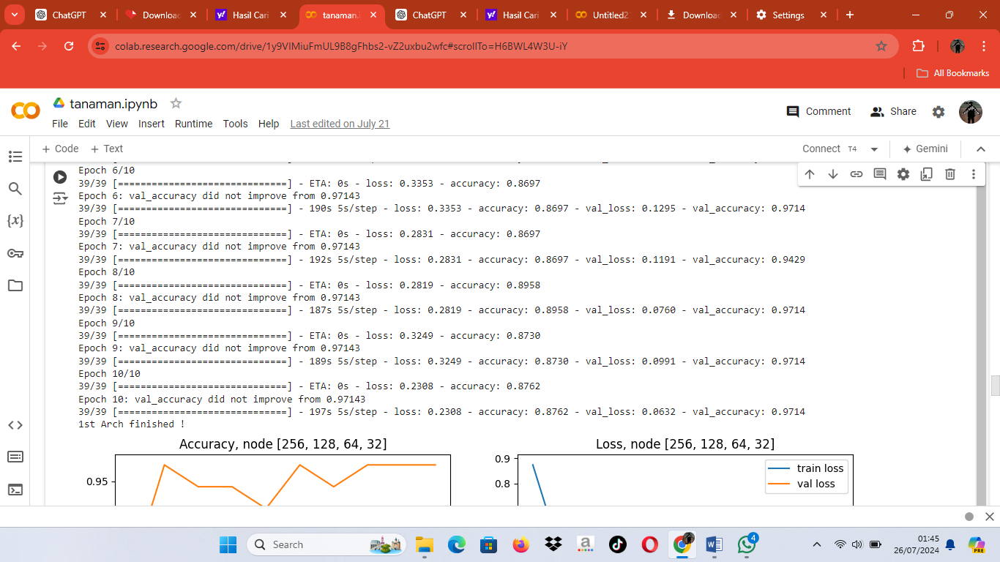 ChatGPT
Downloac
Hasil Cari
tanaman.i
ChatGPT
Hasil Cari
Untitled2
Downloac
Settings
colab.research.google.com/drive/1y9VIMiuFmUL9B8gFhbs2-vZ2uxbu2wfc#scrollTo=H6BWL4W3U-iY
All Bookmarks
tanaman.ipynb
File Edit View Insert Runtime Tools Help Last edited on July 21
Comment Share
+ Code + Text
Connect T4 Gemini
Epoch 6/10
39/39 [==============================] - ETA: 0s - loss: 0.3353 - accuracy: 0.8697
Epoch 6: val_accuracy did not improve from 0.97143
39/39 [==============================] - 190s 5s/step - loss: 0.3353 - accuracy: 0.8697 - val_loss: 0.1295 - val_accuracy: 0.9714
Epoch 7/10
39/39 [==============================] - ETA: 0s - loss: 0.2831 - accuracy: 0.8697
Epoch 7: val_accuracy did not improve from 0.97143
39/39 [==============================] - 192s 5s/step - loss: 0.2831 - accuracy: 0.8697 - val_loss: 0.1191 - val_accuracy: 0.9429
Epoch 8/10
39/39 [==============================] - ETA: 0s - loss: 0.2819 - accuracy: 0.8958
Epoch 8: val_accuracy did not improve from 0.97143
39/39 [==============================] - 187s 5s/step - loss: 0.2819 - accuracy: 0.8958 - val_loss: 0.0760 - val_accuracy: 0.9714
Epoch 9/10
39/39 [==============================] - ETA: 0s - loss: 0.3249 - accuracy: 0.8730
Epoch 9: val_accuracy did not improve from 0.97143
39/39 [==============================] - 189s 5s/step - loss: 0.3249 - accuracy: 0.8730 - val_loss: 0.0991 - val_accuracy: 0.9714
Epoch 10/10
39/39 [==============================] - ETA: 0s - loss: 0.2308 - accuracy: 0.8762
Epoch 10: val_accuracy did not improve from 0.97143
39/39 [==============================] - 197s 5s/step - loss: 0.2308 - accuracy: 0.8762 - val_loss: 0.0632 - val_accuracy: 0.9714
1st Arch finished !
Accuracy, node [256, 128, 64, 32]
0.95
Loss, node [256, 128, 64, 32]
0.9
0.8
train loss
val loss
Search
4
01:45
26/07/2024
PRE